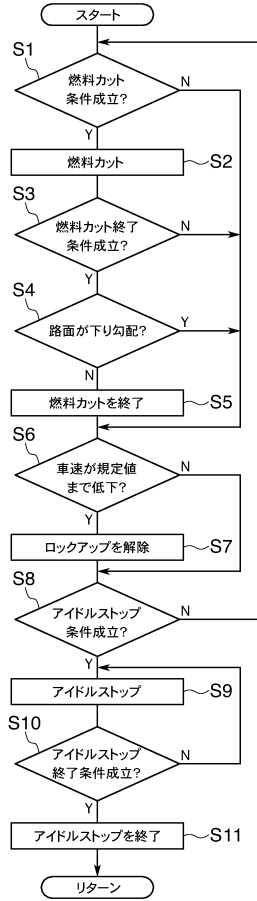 スタート
S1
燃料カット
条件成立?
N
Y
燃料カット
S2
S3
燃料カット終了
条件成立?
N
Y
S4
路面が下り勾配?
Y
N
燃料カットを終了
S5
S6
車速が規定値
まで低下?
N
Y
ロックアップを解除
S7
S8
アイドルストップ
条件成立?
N
Y
アイドルストップ
S9
S10
アイドルストップ
終了条件成立?
N
Y
アイドルストップを終了
S11
リターン